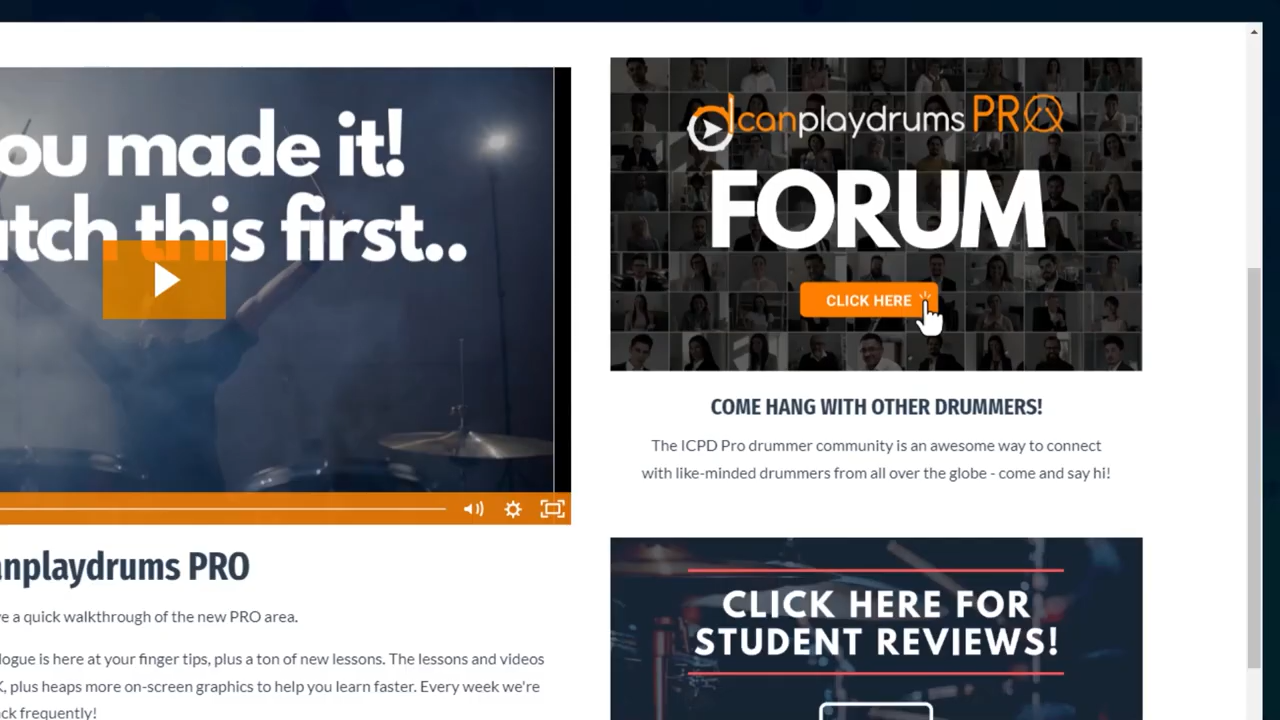 ou made it!
tch this first..
anplaydrums PRO
e a quick walkthrough of the new PRO area.
logue is here at your finger tips, plus a ton of new lessons. The lessons and videos
K, plus heaps more on-screen graphics to help you learn faster. Every week we're
ck frequently!
canplaydrums PRO
FORUM
CLICK HERE
COME HANG WITH OTHER DRUMMERS!
The ICPD Pro drummer community is an awesome way to connect
with like-minded drummers from all over the globe - come and say hi!
CLICK HERE FOR
STUDENT REVIEWS!